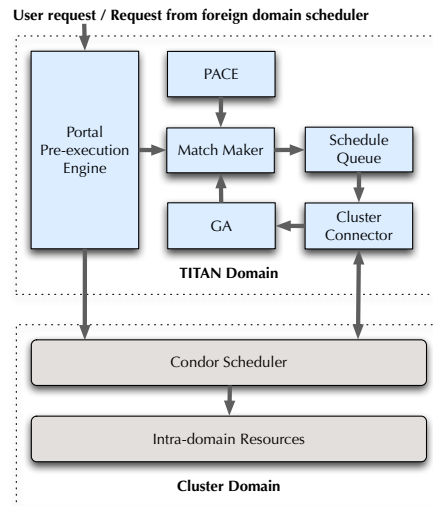 User request / Request from foreign domain scheduler
PACE
Portal
Pre-execution
Engine
Match Maker
Schedule
Queue
GA
Cluster
Connector
TITAN Domain
Condor Scheduler
Intra-domain Resources
Cluster Domain